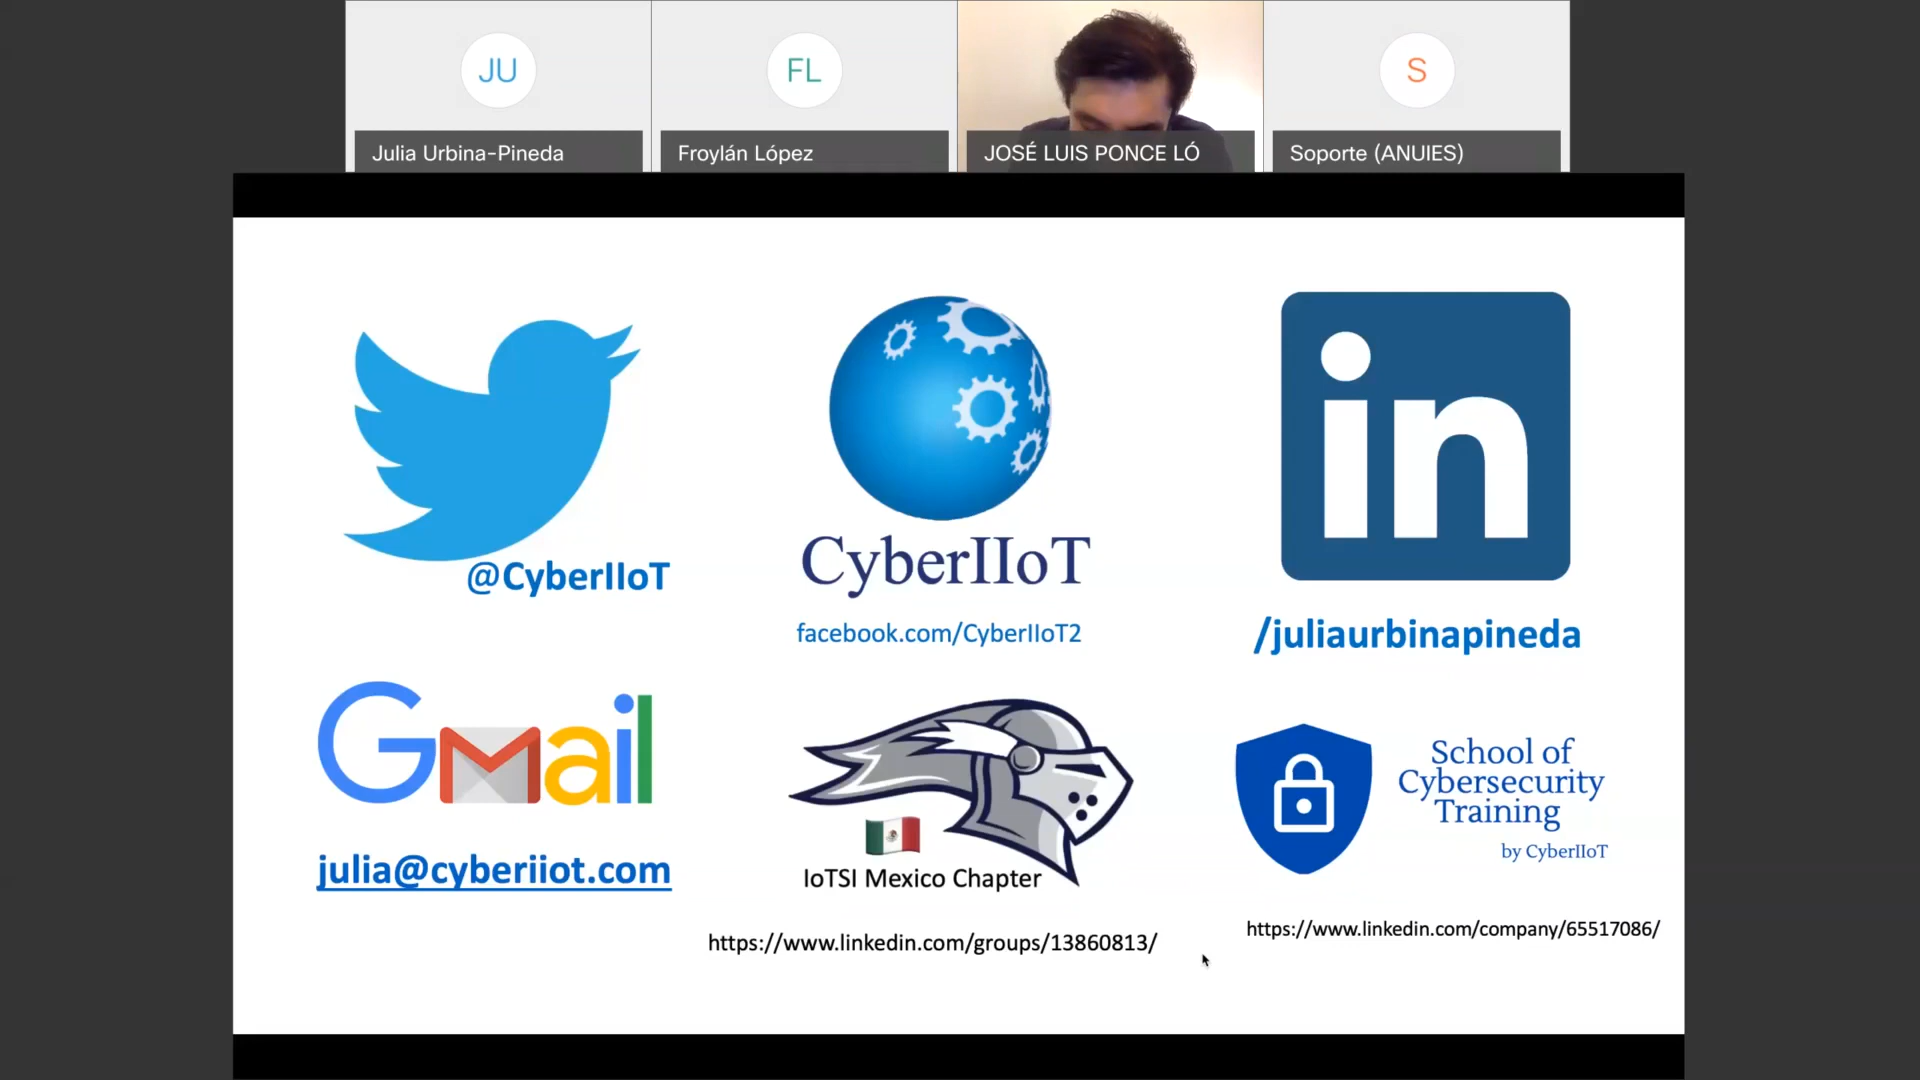 JU
FL
S
Julia Urbina-Pineda
Froylán López
JOSÉ LUIS PONCE LÓ
Soporte (ANUIES)
@CyberIIoT
CyberIIoT
facebook.com/CyberIIoT2
in
/juliaurbinapineda
Gmail
julia@cyberiiot.com
IoTSI Mexico Chapter
https://www.linkedin.com/groups/13860813/
School of
Cybersecurity
Training
by CyberIIoT
https://www.linkedin.com/company/65517086/